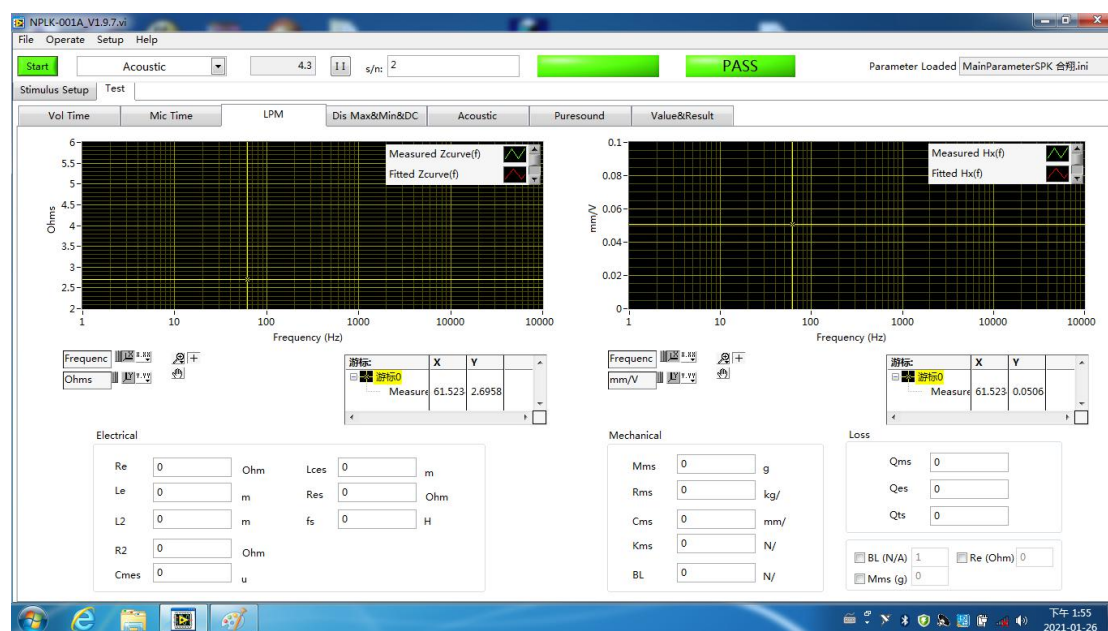 NPLK-001A_V1.9.7.vi
File Operate Setup Help
Start Acoustic 4.3 s/n: 2 PASS Parameter Loaded MainParameterSPK 合翔.ini
Stimulus Setup Test
Vol Time Mic Time LPM Dis Max&Min&DC Acoustic Puresound Value&Result
Measured Zcurve(f)
Fitted Zcurve(f)
Ohms
6
5.5
5
4.5
4
3.5
3
2.5
2
1 10 100 1000 10000 10000
Frequency (Hz)
Measured Hx(f)
Fitted Hx(f)
mm/V
0.1
0.08
0.06
0.04
0.02
0
1 10 100 1000 10000 10000
Frequency (Hz)
Frequenc
Ohms
游标: X Y
游标0
Measure 61.523 2.6958
Frequenc
mm/V
游标: X Y
游标0
Measure 61.523 0.0506
Electrical
Re 0 Ohm Lces 0 m
Le 0 m Res 0 Ohm
L2 0 m fs 0 H
R2 0 Ohm
Cmes 0 u
Mechanical
Mms 0 g
Rms 0 kg/
Cms 0 mm/
Kms 0 N/
BL 0 N/
Loss
Qms 0
Qes 0
Qts 0
BL (N/A) 1 Re (Ohm) 0
Mms (g) 0
下午 1:55
2021-01-26